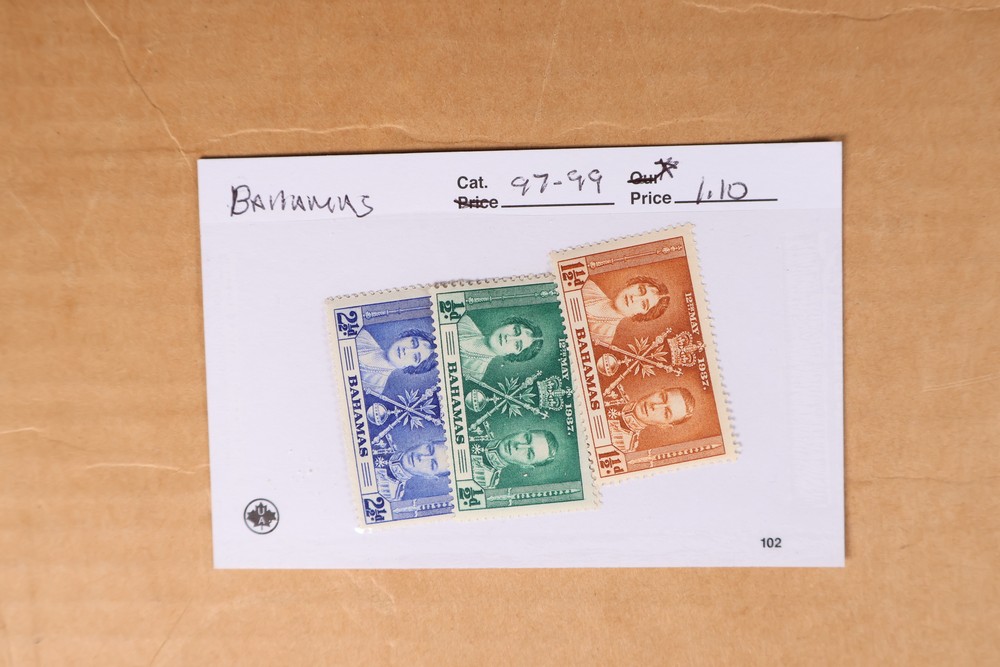 BAHAMAS Cat. Price 97-99 Our Price 1.10
2½d. BAHAMAS 2½d.
½d BAHAMAS ½d 12TH MAY 1937.
1½d BAHAMAS 1½d 12TH MAY 1937.
UA
102